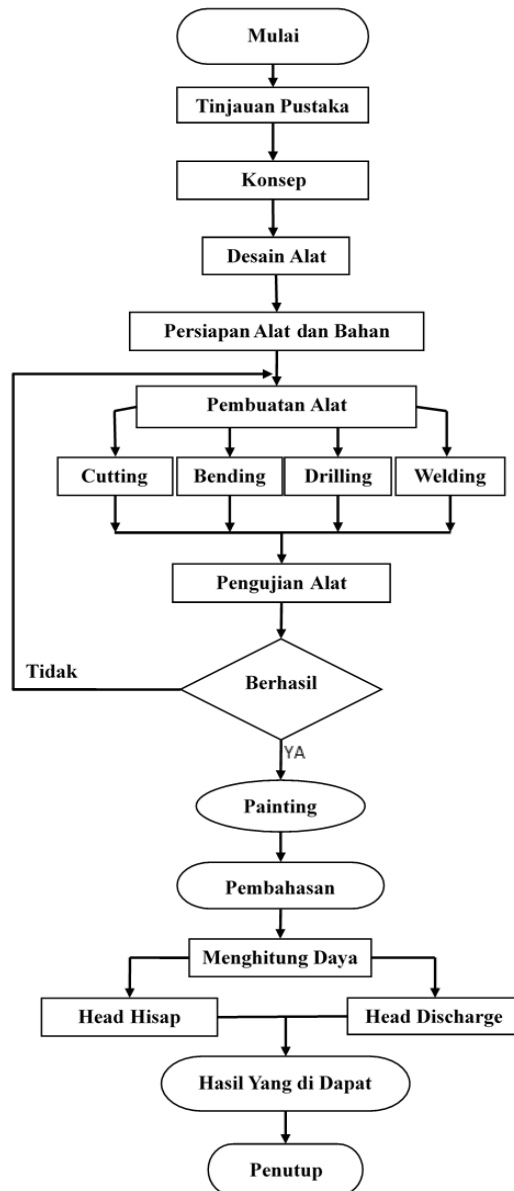 Mulai
Tinjauan Pustaka
Konsep
Desain Alat
Persiapan Alat dan Bahan
Pembuatan Alat
Cutting
Bending
Drilling
Welding
Pengujian Alat
Berhasil
Tidak
YA
Painting
Pembahasan
Menghitung Daya
Head Hisap
Head Discharge
Hasil Yang di Dapat
Penutup